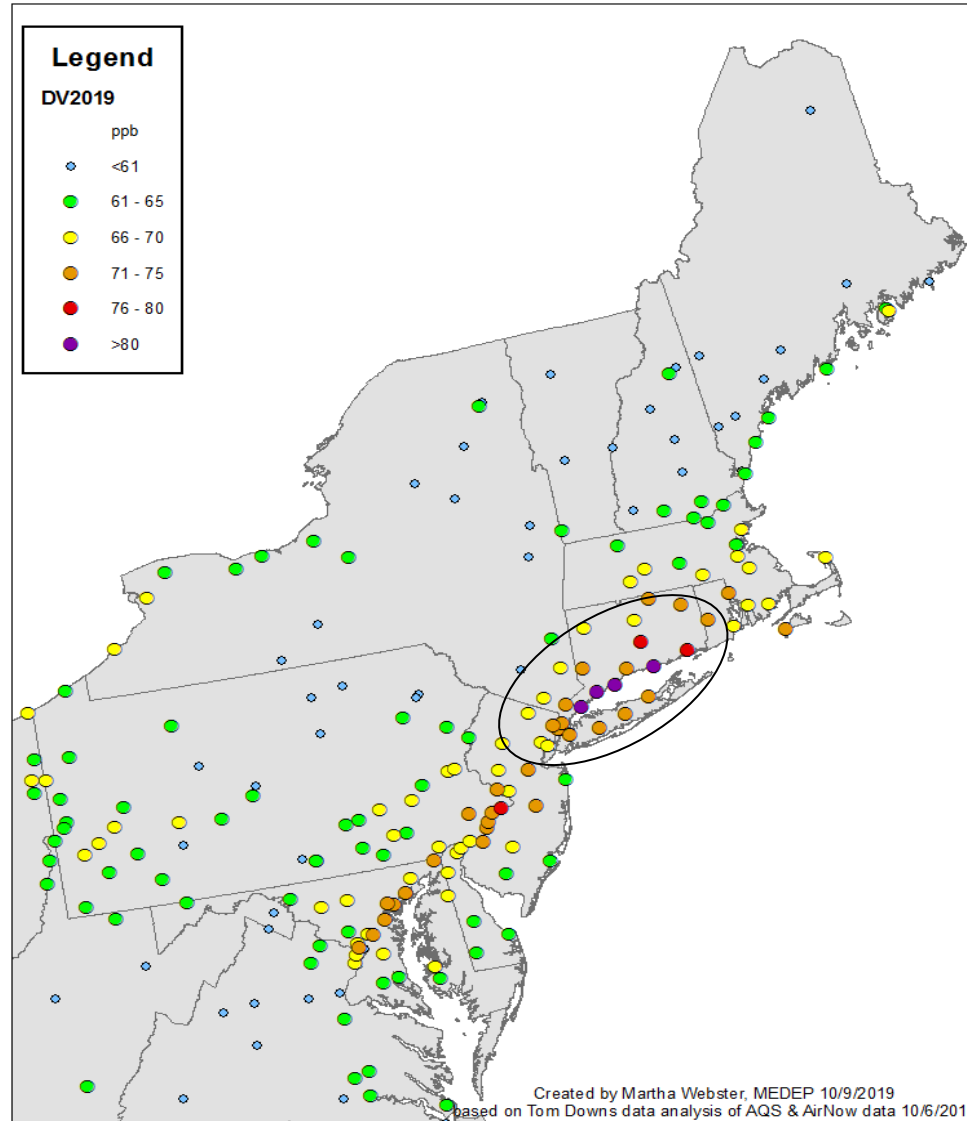 Legend
DV2019
ppb
<61
61 - 65
66 - 70
71 - 75
76 - 80
>80
Created by Martha Webster, MEDEP 10/9/2019
based on Tom Downs data analysis of AQS & AirNow data 10/6/201